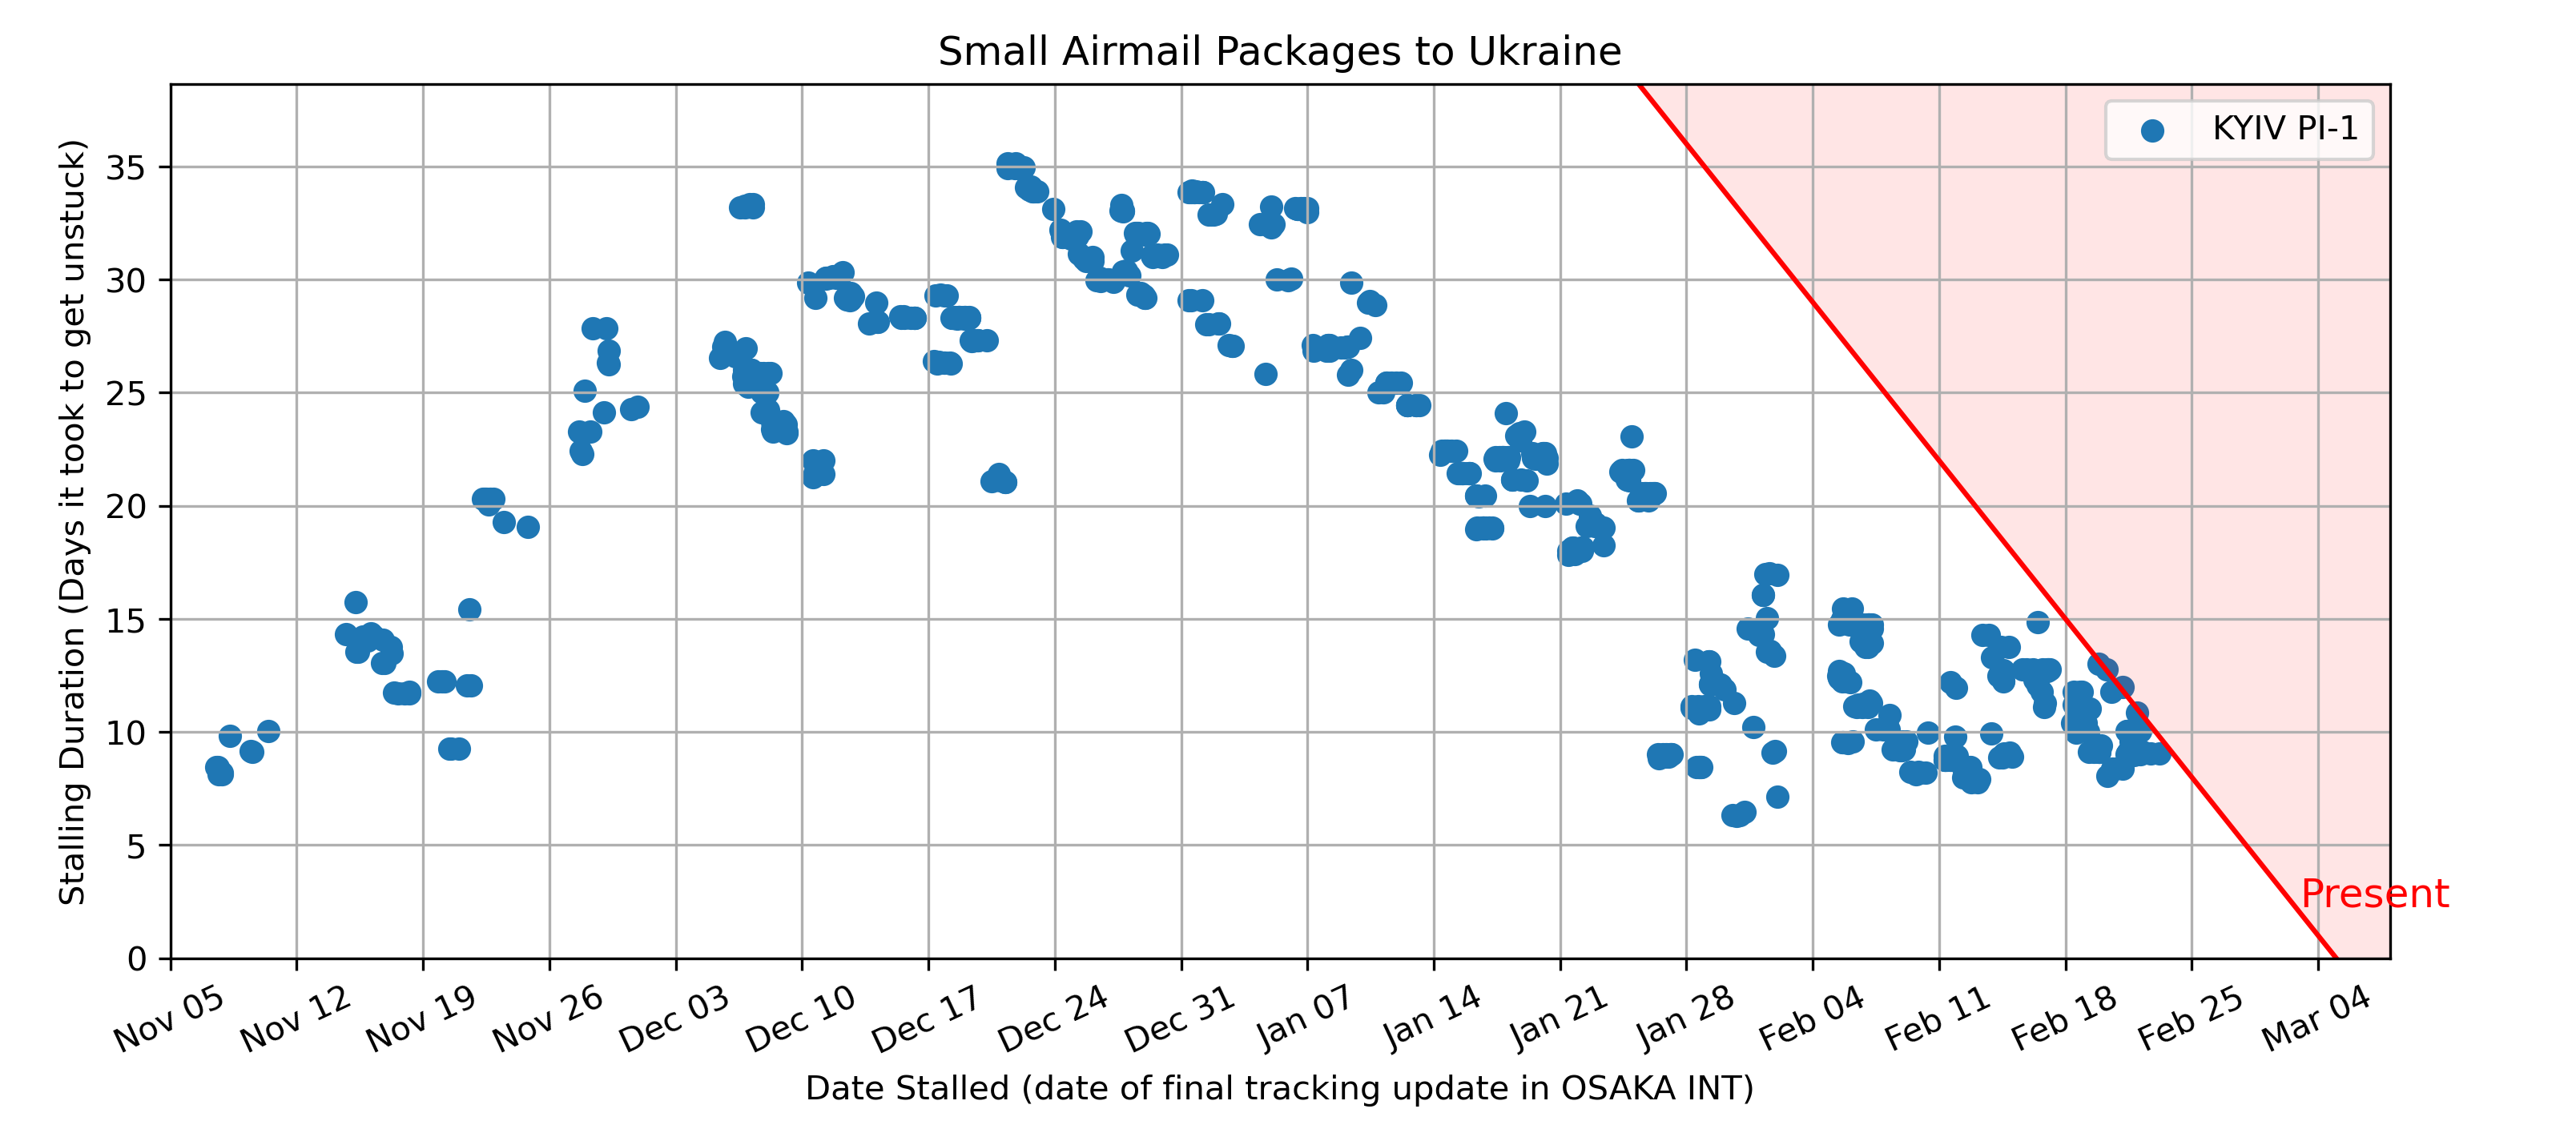 Small Airmail Packages to Ukraine
KYIV PI-1
Stalling Duration (Days it took to get unstuck)
35
30
25
20
15
10
5
0
Present
Nov 05
Nov 12
Nov 19
Nov 26
Dec 03
Dec 10
Dec 17
Dec 24
Dec 31
Jan 07
Jan 14
Jan 21
Jan 28
Feb 04
Feb 11
Feb 18
Feb 25
Mar 04
Date Stalled (date of final tracking update in OSAKA INT)